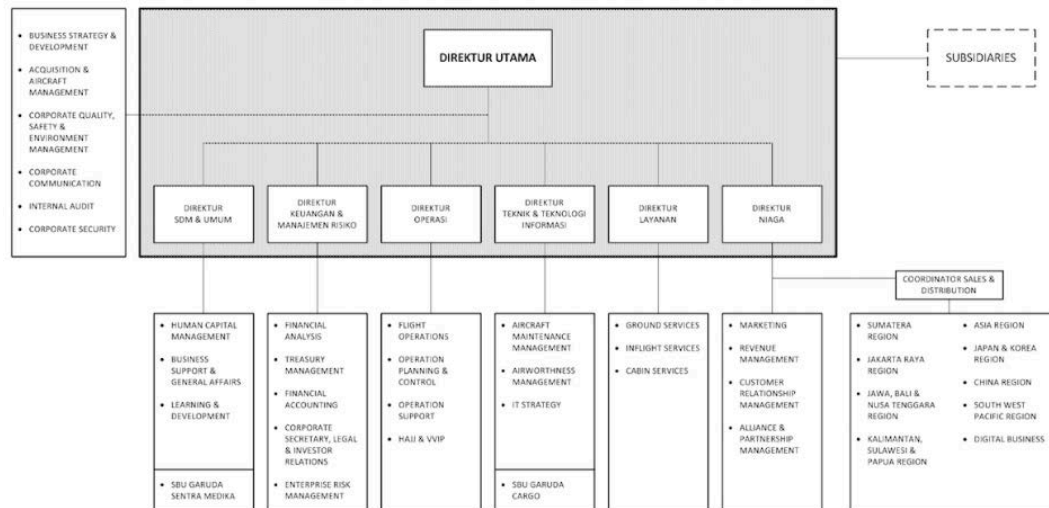 • BUSINESS STRATEGY &
DEVELOPMENT
• ACQUISITION &
AIRCRAFT
MANAGEMENT
• CORPORATE QUALITY,
SAFETY &
ENVIRONMENT
MANAGEMENT
• CORPORATE
COMMUNICATION
• INTERNAL AUDIT
• CORPORATE SECURITY
DIREKTUR UTAMA
SUBSIDIARIES
DIREKTUR
SDM & UMUM
DIREKTUR
KEUANGAN &
MANAJEMEN RISIKO
DIREKTUR
OPERASI
DIREKTUR
TEKNIK & TEKNOLOGI
INFORMASI
DIREKTUR
LAYANAN
DIREKTUR
NIAGA
COORDINATOR SALES &
DISTRIBUTION
• HUMAN CAPITAL
MANAGEMENT
• BUSINESS
SUPPORT &
GENERAL AFFAIRS
• LEARNING &
DEVELOPMENT
• SBU GARUDA
SENTRA MEDIKA
• FINANCIAL
ANALYSIS
• TREASURY
MANAGEMENT
• FINANCIAL
ACCOUNTING
• CORPORATE
SECRETARY, LEGAL
& INVESTOR
RELATIONS
• ENTERPRISE RISK
MANAGEMENT
• FLIGHT
OPERATIONS
• OPERATION
PLANNING &
CONTROL
• OPERATION
SUPPORT
• HAJJ & VVIP
• AIRCRAFT
MAINTENANCE
MANAGEMENT
• AIRWORTHNESS
MANAGEMENT
• IT STRATEGY
• SBU GARUDA
CARGO
• GROUND SERVICES
• INFLIGHT SERVICES
• CABIN SERVICES
• MARKETING
• REVENUE
MANAGEMENT
• CUSTOMER
RELATIONSHIP
MANAGEMENT
• ALLIANCE &
PARTNERSHIP
MANAGEMENT
• SUMATERA
REGION
• JAKARTA RAYA
REGION
• JAWA, BALI &
NUSA TENGGARA
REGION
• KALIMANTAN,
SULAWESI &
PAPUA REGION
• ASIA REGION
• JAPAN & KOREA
REGION
• CHINA REGION
• SOUTH WEST
PACIFIC REGION
• DIGITAL BUSINESS